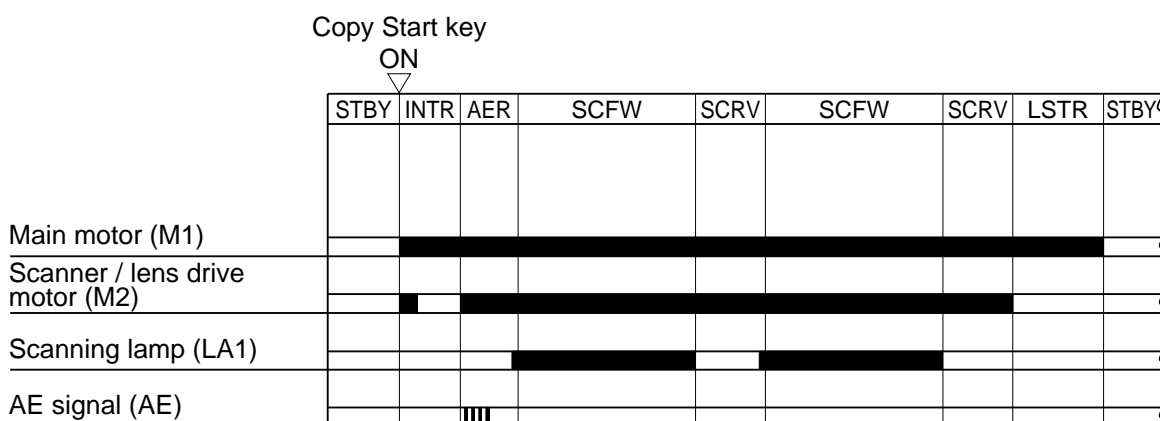 Copy Start key
ON
STBY INTR AER SCFW SCRV SCFW SCRV LSTR STBY
Main motor (M1)
Scanner / lens drive
motor (M2)
Scanning lamp (LA1)
AE signal (AE)